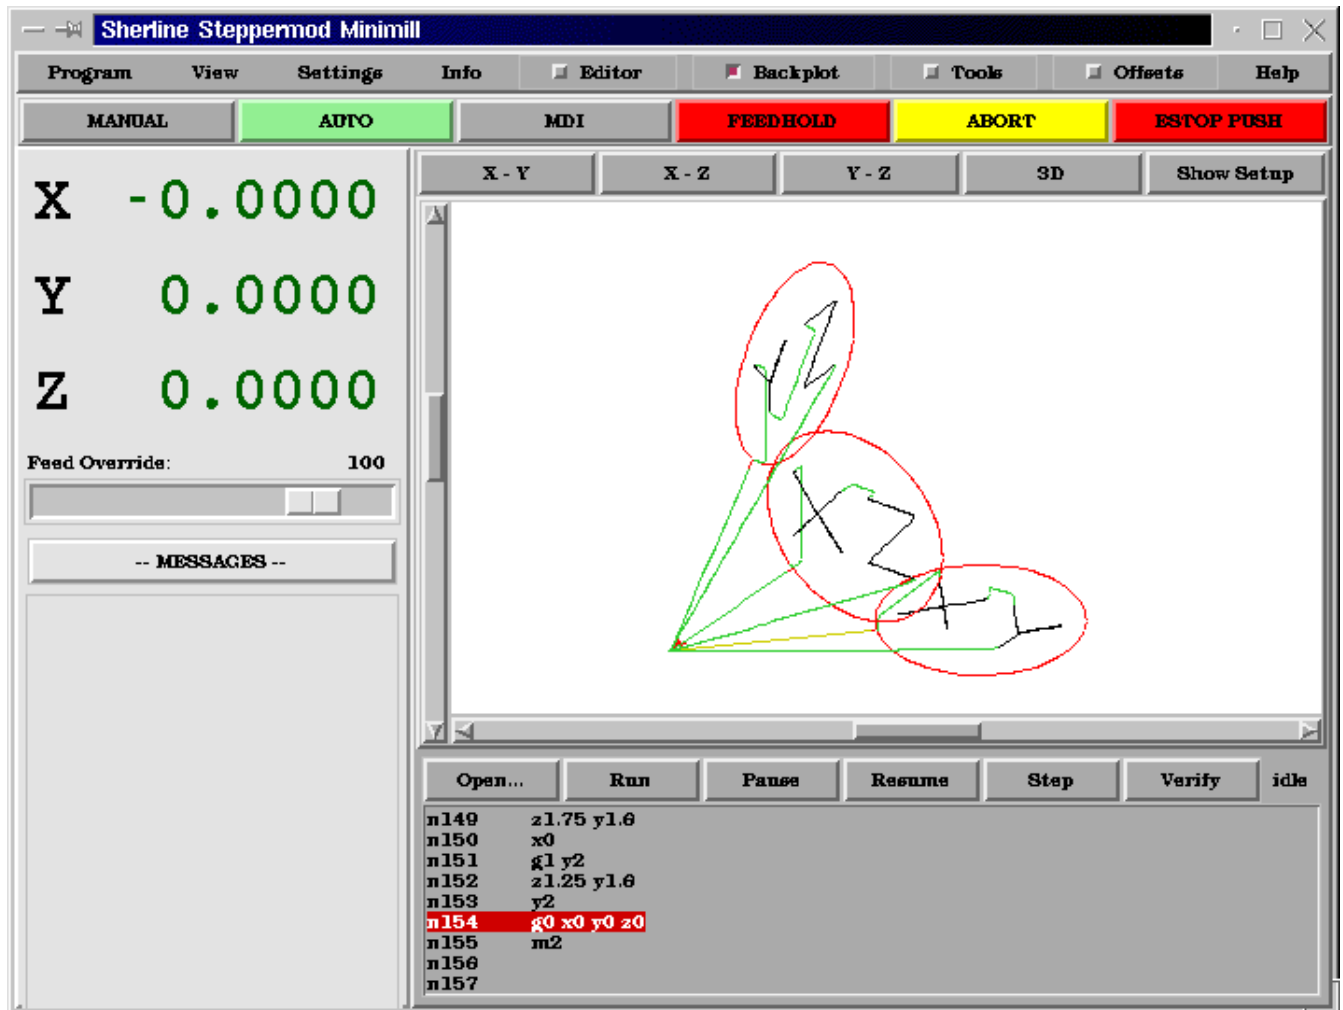 Sherline Steppermod Minimill
Program View Settings Info Editor Backplot Tools Offsets Help
MANUAL AUTO MDI FEEDHOLD ABORT ESTOP PUSH
X - Y X - Z Y - Z 3D Show Setup
X -0.0000
Y 0.0000
Z 0.0000
Feed Override: 100
-- MESSAGES --
Y Z
X Z
X Y
Open... Run Pause Resume Step Verify idle
n149 z1.75 y1.6
n150 x0
n151 g1 y2
n152 z1.25 y1.6
n153 y2
n154 g0 x0 y0 z0
n155 m2
n156
n157